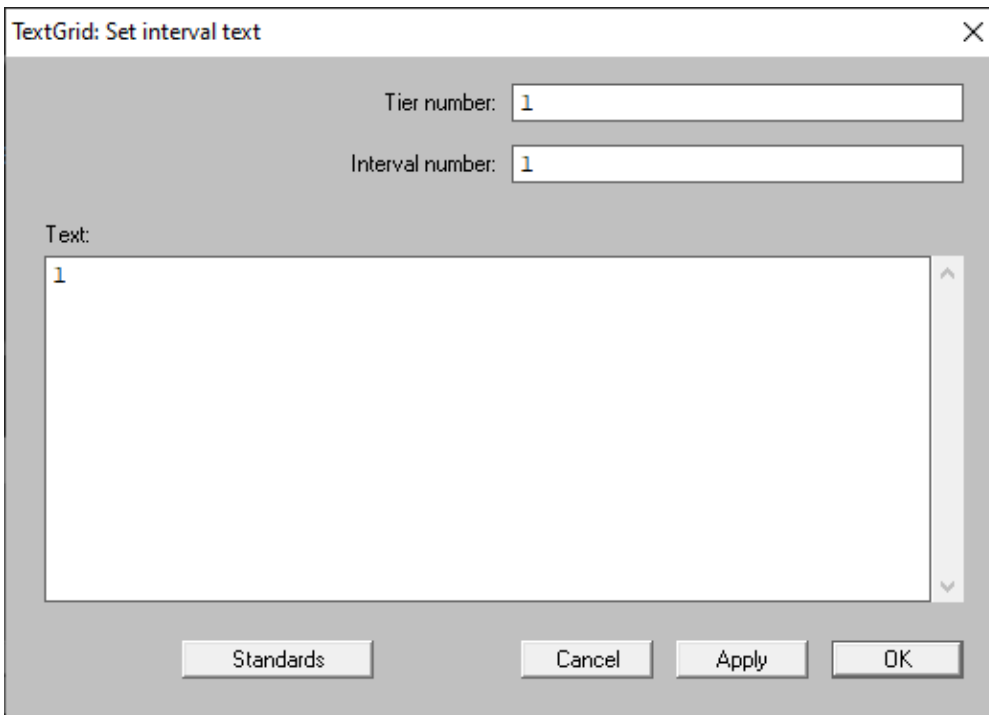 TextGrid: Set interval text
Tier number: 1
Interval number: 1
Text:
1
Standards Cancel Apply OK